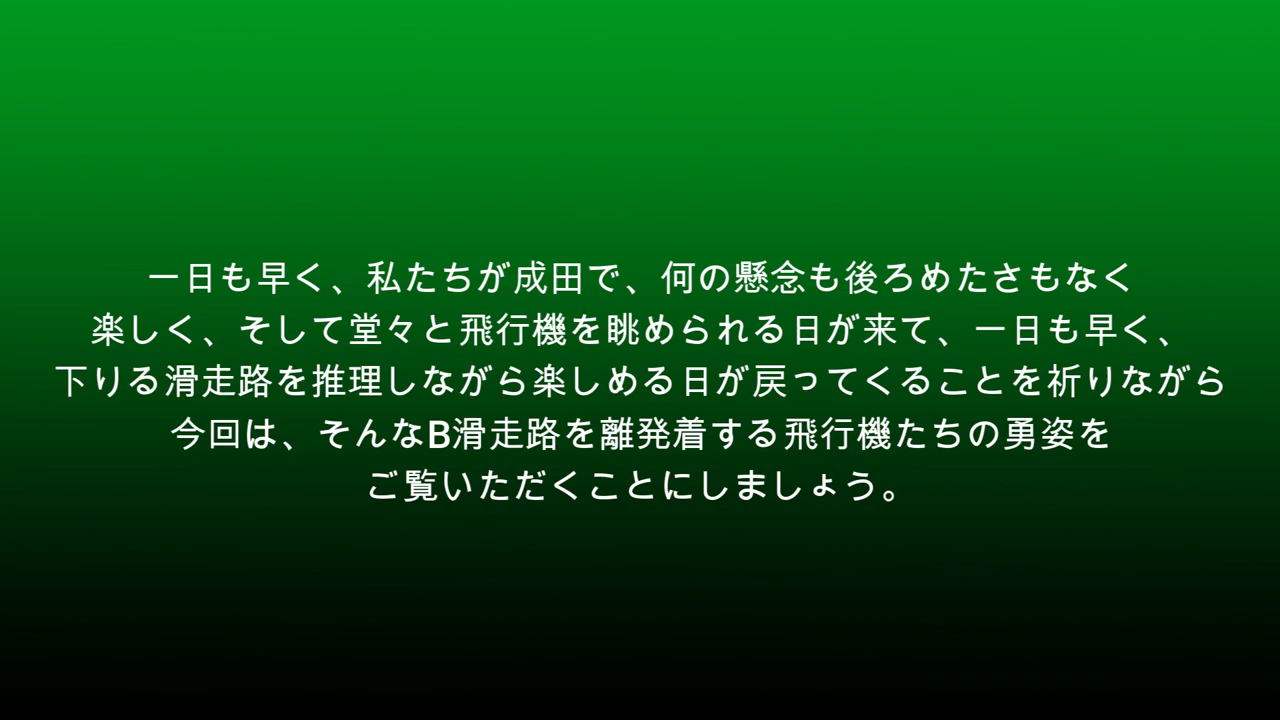 一日も早く、私たちが成田で、何の懸念も後ろめたさもなく
楽しく、そして堂々と飛行機を眺められる日が来て、一日も早く、
下りる滑走路を推理しながら楽しめる日が戻ってくることを祈りながら
今回は、そんなB滑走路を離発着する飛行機たちの勇姿を
ご覧いただくことにしましょう。